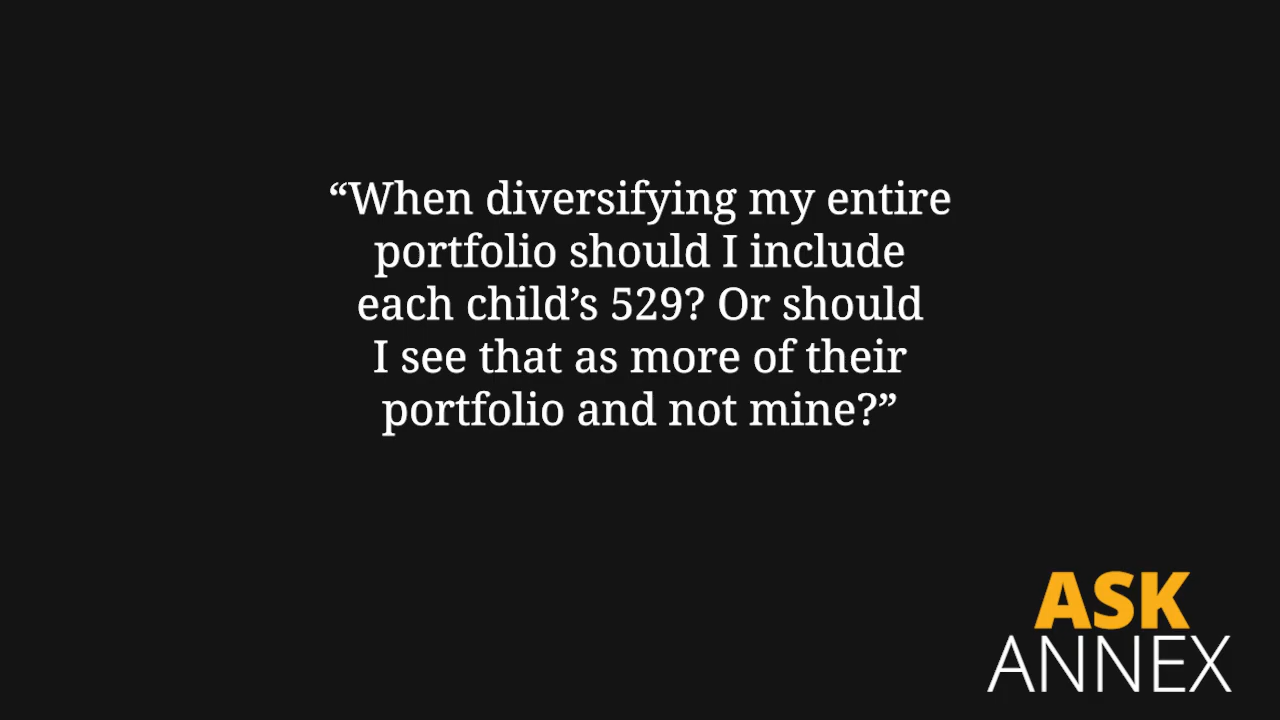 “When diversifying my entire
portfolio should I include
each child’s 529? Or should
I see that as more of their
portfolio and not mine?”
ASK
ANNEX